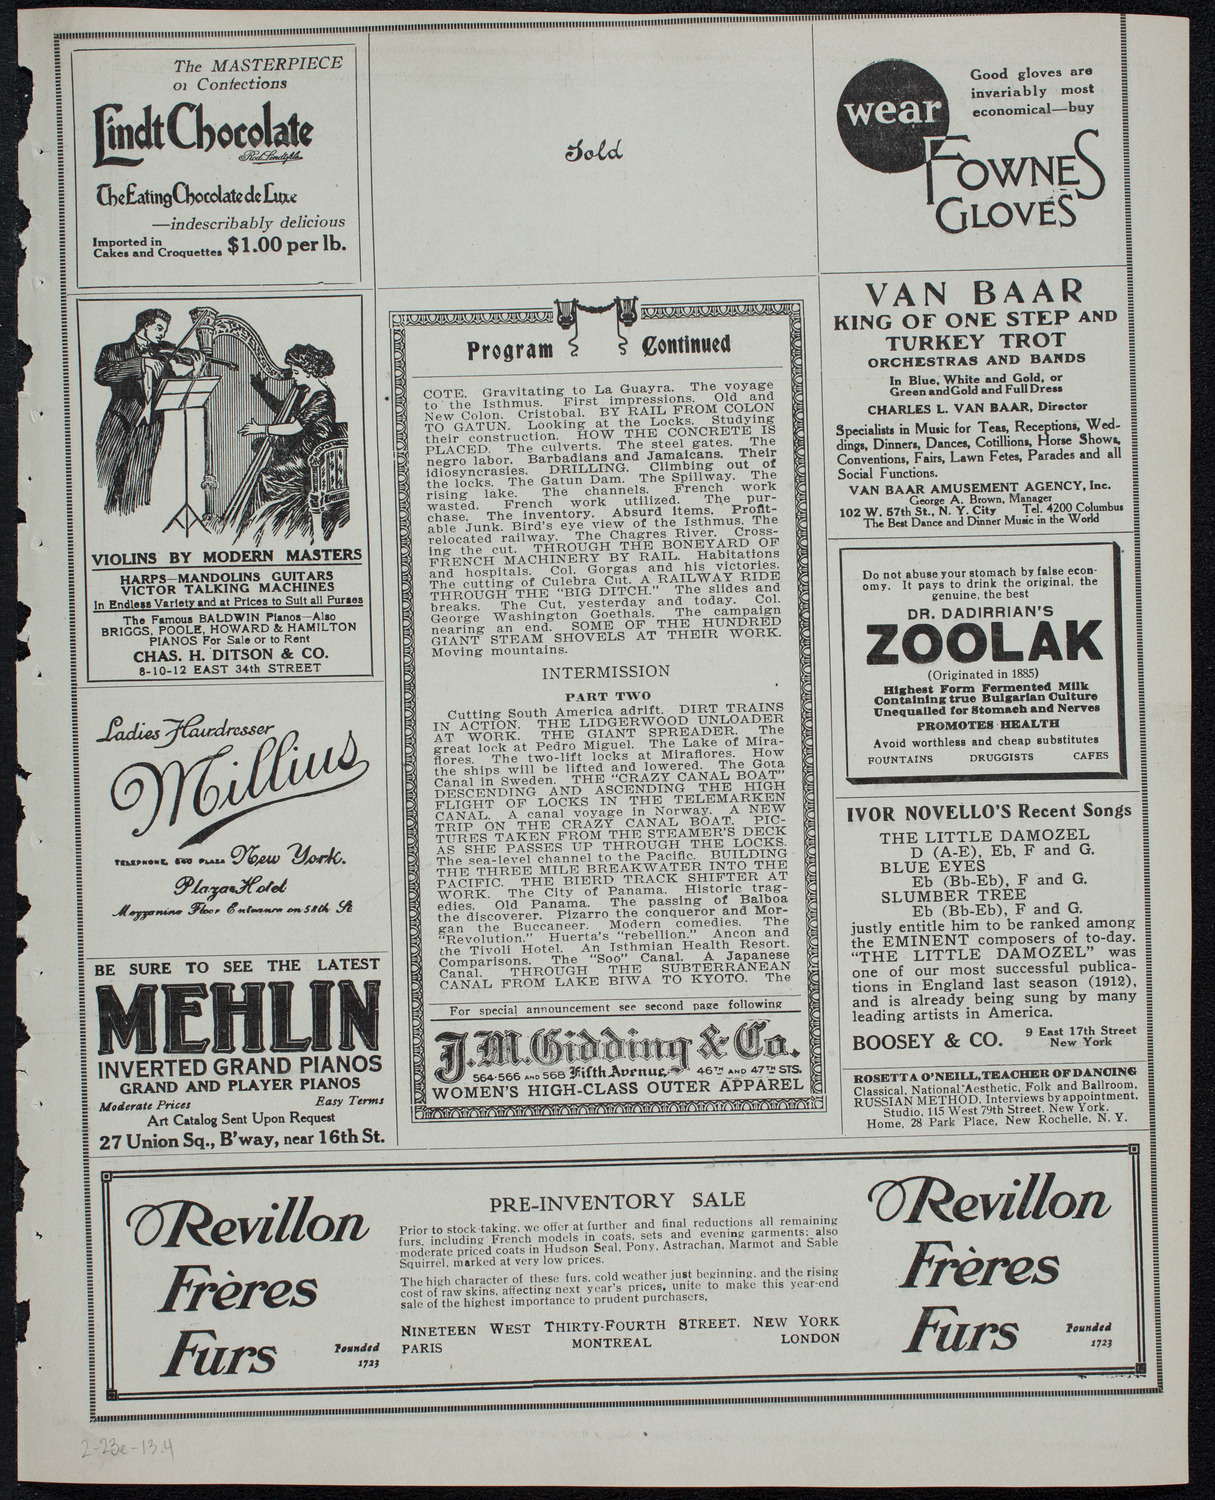 The MASTERPIECE
of Confections
Lindt Chocolate
Rod. Lindt fils
The Eating Chocolate de Luxe
—indescribably delicious
Imported in
Cakes and Croquettes $1.00 per lb.
Sold
wear
Good gloves are
invariably most
economical—buy
FOWNES
GLOVES
VIOLINS BY MODERN MASTERS
HARPS—MANDOLINS GUITARS
VICTOR TALKING MACHINES
In Endless Variety and at Prices to Suit all Purses
The Famous BALDWIN Pianos—Also
BRIGGS, POOLE, HOWARD & HAMILTON
PIANOS For Sale or to Rent
CHAS. H. DITSON & CO.
8-10-12 EAST 34th STREET
Ladies Hairdresser
Millius
TELEPHONE, 560 PLAZA New York.
Plaza Hotel
Mezzanine Floor Entrance on 58th St
BE SURE TO SEE THE LATEST
MEHLIN
INVERTED GRAND PIANOS
GRAND AND PLAYER PIANOS
Moderate Prices Easy Terms
Art Catalog Sent Upon Request
27 Union Sq., B'way, near 16th St.
Program Continued
COTE. Gravitating to La Guayra. The voyage
to the Isthmus. First impressions. Old and
New Colon. Cristobal. BY RAIL FROM COLON
TO GATUN. Looking at the Locks. Studying
their construction. HOW THE CONCRETE IS
PLACED. The culverts. The steel gates. The
negro labor. Barbadians and Jamaicans. Their
idiosyncrasies. DRILLING. Climbing out of
the locks. The Gatun Dam. The Spillway. The
rising lake. The channels. French work
wasted. French work utilized. The pur-
chase. The inventory. Absurd items. Profit-
able Junk. Bird's eye view of the Isthmus. The
relocated railway. The Chagres River. Cross-
ing the cut. THROUGH THE BONEYARD OF
FRENCH MACHINERY BY RAIL. Habitations
and hospitals. Col. Gorgas and his victories.
The cutting of Culebra Cut. A RAILWAY RIDE
THROUGH THE "BIG DITCH." The slides and
breaks. The Cut, yesterday and today. Col.
George Washington Goethals. The campaign
nearing an end. SOME OF THE HUNDRED
GIANT STEAM SHOVELS AT THEIR WORK.
Moving mountains.
INTERMISSION
PART TWO
Cutting South America adrift. DIRT TRAINS
IN ACTION. THE LIDGERWOOD UNLOADER
AT WORK. THE GIANT SPREADER. The
great lock at Pedro Miguel. The Lake of Mira-
flores. The two-lift locks at Miraflores. How
the ships will be lifted and lowered. The Gota
Canal in Sweden. THE "CRAZY CANAL BOAT"
DESCENDING AND ASCENDING THE HIGH
FLIGHT OF LOCKS IN THE TELEMARKEN
CANAL. A canal voyage in Norway. A NEW
TRIP ON THE CRAZY CANAL BOAT. PIC-
TURES TAKEN FROM THE STEAMER'S DECK
AS SHE PASSES UP THROUGH THE LOCKS.
The sea-level channel to the Pacific. BUILDING
THE THREE MILE BREAKWATER INTO THE
PACIFIC. THE BIERD TRACK SHIFTER AT
WORK. The City of Panama. Historic trag-
edies. Old Panama. The passing of Balboa
the discoverer. Pizarro the conqueror and Mor-
gan the Buccaneer. Modern comedies. The
"Revolution." Huerta's "rebellion." Ancon and
the Tivoli Hotel. An Isthmian Health Resort.
Comparisons. The "Soo" Canal. A Japanese
Canal. THROUGH THE SUBTERRANEAN
CANAL FROM LAKE BIWA TO KYOTO. The
For special announcement see second page following
J.M. Gidding & Co.
564-566 AND 568 Fifth Avenue, 46TH AND 47TH STS.
WOMEN'S HIGH-CLASS OUTER APPAREL
VAN BAAR
KING OF ONE STEP AND
TURKEY TROT
ORCHESTRAS AND BANDS
In Blue, White and Gold, or
Green and Gold and Full Dress
CHARLES L. VAN BAAR, Director
Specialists in Music for Teas, Receptions, Wed-
dings, Dinners, Dances, Cotillions, Horse Shows,
Conventions, Fairs, Lawn Fetes, Parades and all
Social Functions.
VAN BAAR AMUSEMENT AGENCY, Inc.
George A. Brown, Manager
102 W. 57th St., N. Y. City Tel. 4200 Columbus
The Best Dance and Dinner Music in the World
Do not abuse your stomach by false econ-
omy. It pays to drink the original, the
genuine, the best
DR. DADIRRIAN'S
ZOOLAK
(Originated in 1885)
Highest Form Fermented Milk
Containing true Bulgarian Culture
Unequalled for Stomach and Nerves
PROMOTES HEALTH
Avoid worthless and cheap substitutes
FOUNTAINS DRUGGISTS CAFES
IVOR NOVELLO'S Recent Songs
THE LITTLE DAMOZEL
D (A-E), Eb, F and G.
BLUE EYES
Eb (Bb-Eb), F and G.
SLUMBER TREE
Eb (Bb-Eb), F and G.
justly entitle him to be ranked among
the EMINENT composers of to-day.
"THE LITTLE DAMOZEL" was
one of our most successful publica-
tions in England last season (1912),
and is already being sung by many
leading artists in America.
BOOSEY & CO. 9 East 17th Street
New York
ROSETTA O'NEILL, TEACHER OF DANCING
Classical, National Aesthetic, Folk and Ballroom,
RUSSIAN METHOD. Interviews by appointment.
Studio, 115 West 79th Street, New York.
Home, 28 Park Place, New Rochelle, N. Y.
Revillon
Frères
Furs
Founded
1723
PRE-INVENTORY SALE
Prior to stock-taking, we offer at further and final reductions all remaining
furs, including French models in coats, sets and evening garments; also
moderate priced coats in Hudson Seal, Pony, Astrachan, Marmot and Sable
Squirrel, marked at very low prices.
The high character of these furs, cold weather just beginning, and the rising
cost of raw skins, affecting next year's prices, unite to make this year-end
sale of the highest importance to prudent purchasers,
NINETEEN WEST THIRTY-FOURTH STREET, NEW YORK
PARIS MONTREAL LONDON
Revillon
Frères
Furs
Founded
1723
2-23e-13.4